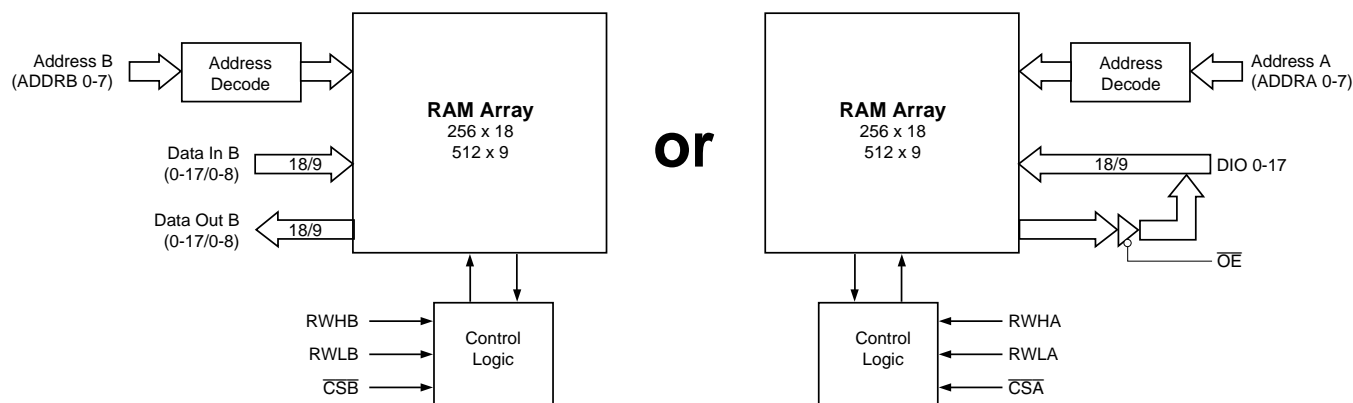 Address B
(ADDRB 0-7)
Address
Decode
RAM Array
256 x 18
512 x 9
Data In B
(0-17/0-8)
18/9
Data Out B
(0-17/0-8)
18/9
RWHB
RWLB
CSB
Control
Logic
or
RAM Array
256 x 18
512 x 9
Address
Decode
Address A
(ADDRA 0-7)
18/9
DIO 0-17
OE
Control
Logic
RWHA
RWLA
CSA